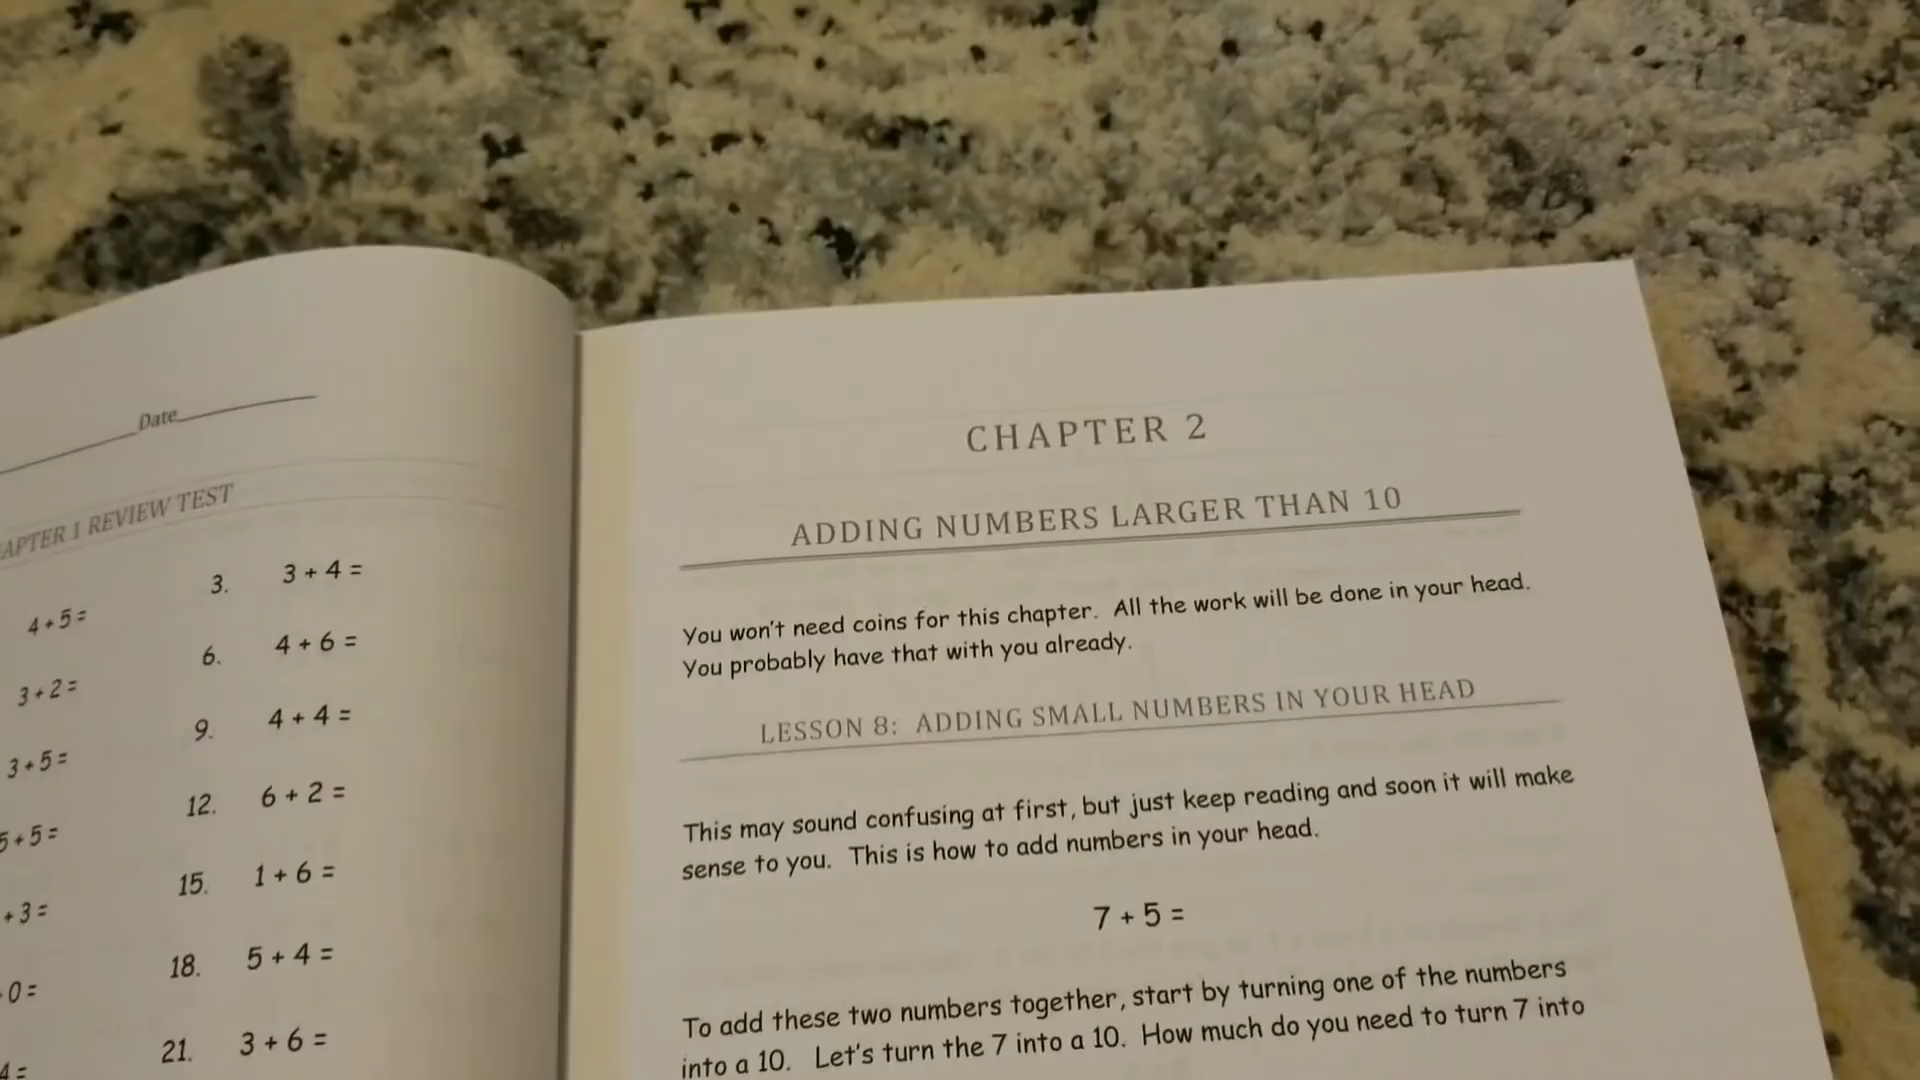 Date
APTER 1 REVIEW TEST
4 + 5 =
3. 3 + 4 =
3 + 2 =
6. 4 + 6 =
3 + 5 =
9. 4 + 4 =
5 + 5 =
12. 6 + 2 =
+ 3 =
15. 1 + 6 =
0 =
18. 5 + 4 =
4 =
21. 3 + 6 =
CHAPTER 2
ADDING NUMBERS LARGER THAN 10
You won't need coins for this chapter. All the work will be done in your head.
You probably have that with you already.
LESSON 8: ADDING SMALL NUMBERS IN YOUR HEAD
This may sound confusing at first, but just keep reading and soon it will make
sense to you. This is how to add numbers in your head.
7 + 5 =
To add these two numbers together, start by turning one of the numbers
into a 10. Let's turn the 7 into a 10. How much do you need to turn 7 into